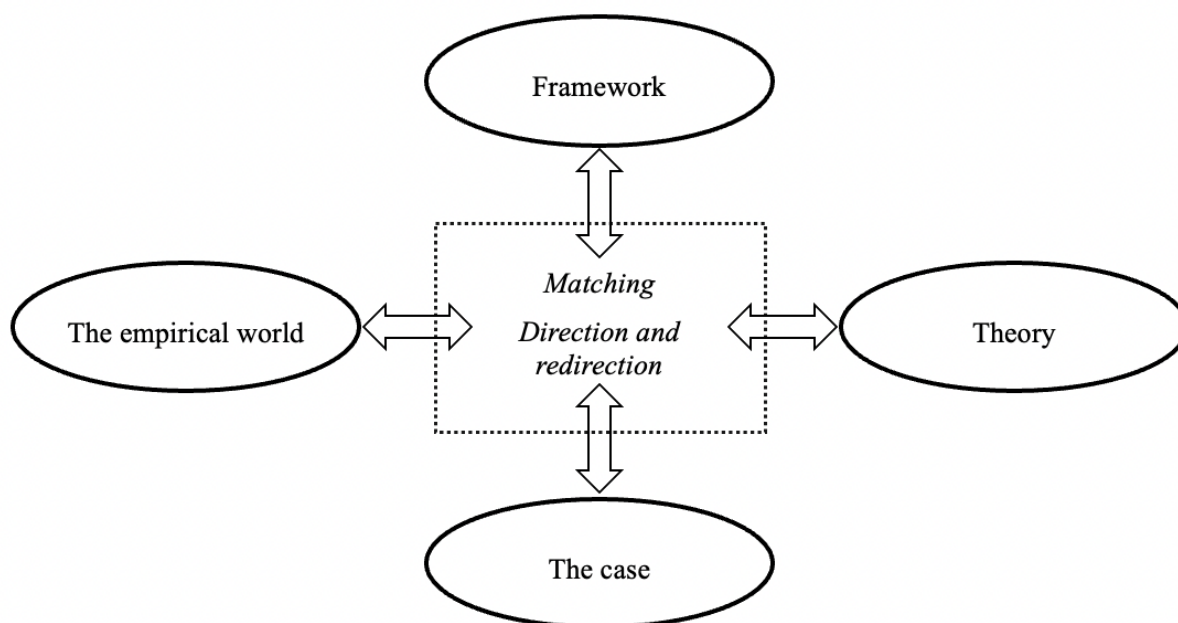 Framework
Matching
The empirical world
Direction and
redirection
Theory
The case